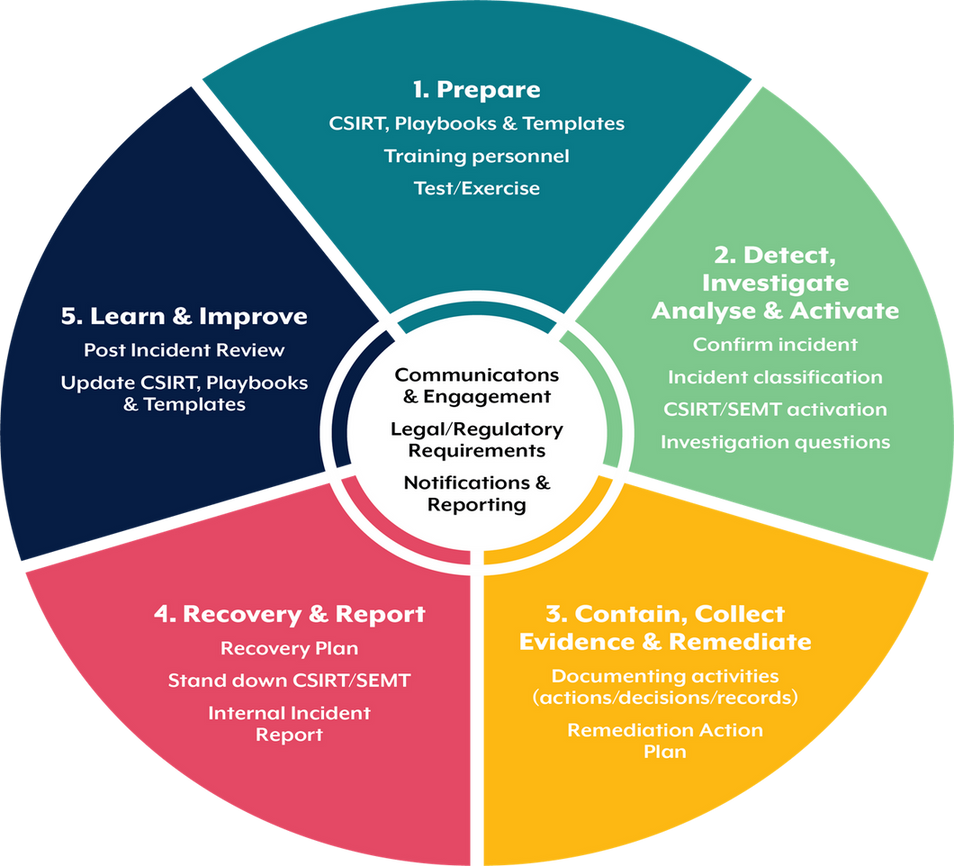 1. Prepare
CSIRT, Playbooks & Templates
Training personnel
Test/Exercise
2. Detect,
Investigate
Analyse & Activate
Confirm incident
Incident classification
CSIRT/SEMT activation
Investigation questions
3. Contain, Collect
Evidence & Remediate
Documenting activities
(actions/decisions/records)
Remediation Action
Plan
4. Recovery & Report
Recovery Plan
Stand down CSIRT/SEMT
Internal Incident
Report
5. Learn & Improve
Post Incident Review
Update CSIRT, Playbooks
& Templates
Communicatons
& Engagement
Legal/Regulatory
Requirements
Notifications &
Reporting